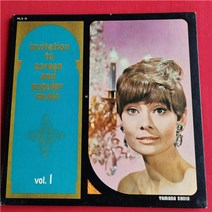 invitation
to
screen
and
popular
music
vol. 1